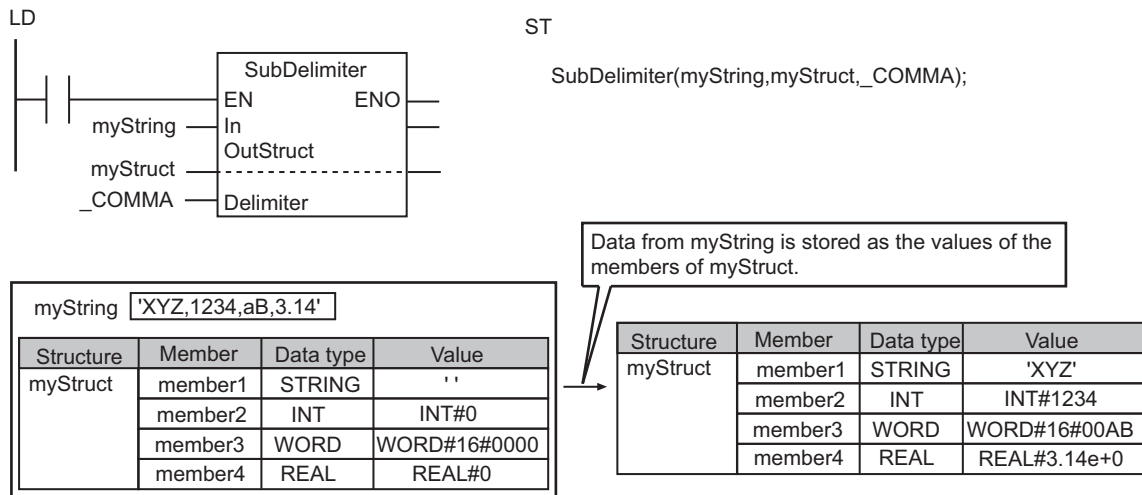 LD
SubDelimiter
EN ENO
myString In
OutStruct
myStruct
_COMMA Delimiter
ST
SubDelimiter(myString,myStruct,_COMMA);
Data from myString is stored as the values of the
members of myStruct.
myString 'XYZ,1234,aB,3.14'
Structure Member Data type Value
myStruct member1 STRING ' '
member2 INT INT#0
member3 WORD WORD#16#0000
member4 REAL REAL#0
Structure Member Data type Value
myStruct member1 STRING 'XYZ'
member2 INT INT#1234
member3 WORD WORD#16#00AB
member4 REAL REAL#3.14e+0